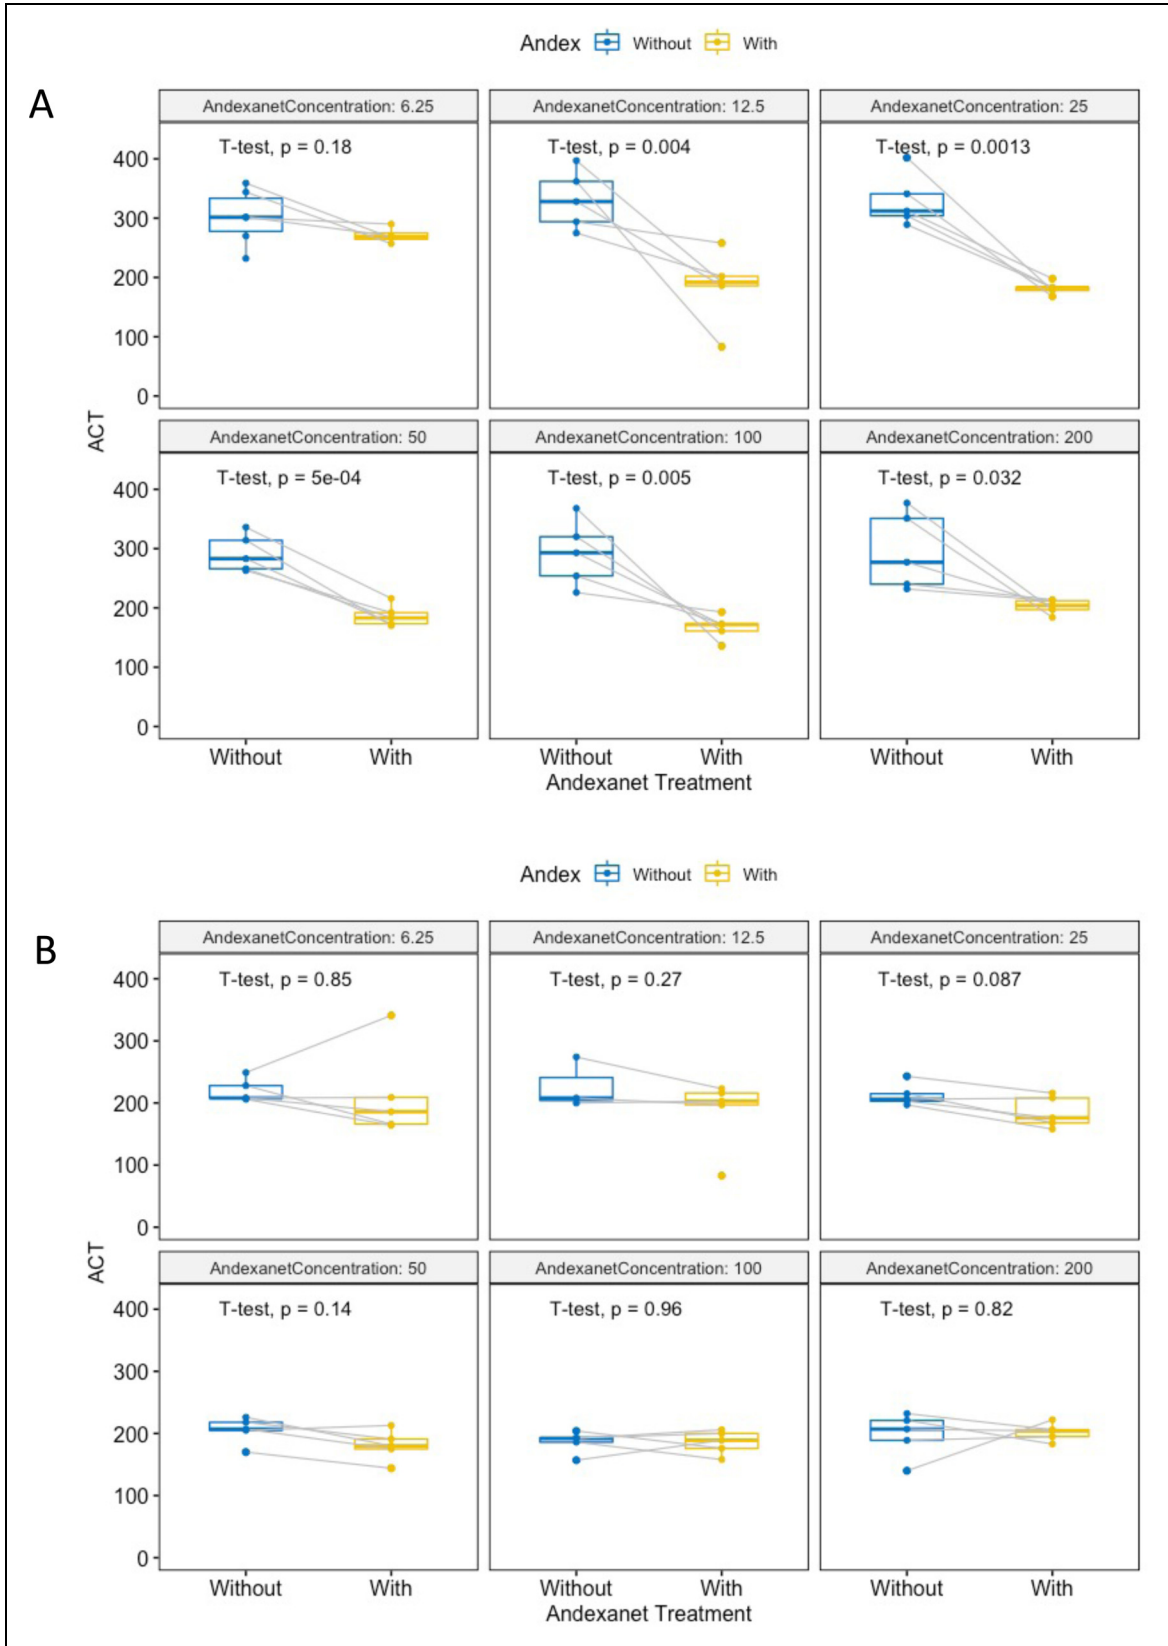 Andex Without With
A
AndexanetConcentration: 6.25 AndexanetConcentration: 12.5 AndexanetConcentration: 25
T-test, p = 0.18 T-test, p = 0.004 T-test, p = 0.0013
400
300
200
100
0
ACT
AndexanetConcentration: 50 AndexanetConcentration: 100 AndexanetConcentration: 200
T-test, p = 5e-04 T-test, p = 0.005 T-test, p = 0.032
400
300
200
100
0
Without With Without With Without With
Andexanet Treatment
Andex Without With
B
AndexanetConcentration: 6.25 AndexanetConcentration: 12.5 AndexanetConcentration: 25
T-test, p = 0.85 T-test, p = 0.27 T-test, p = 0.087
400
300
200
100
0
ACT
AndexanetConcentration: 50 AndexanetConcentration: 100 AndexanetConcentration: 200
T-test, p = 0.14 T-test, p = 0.96 T-test, p = 0.82
400
300
200
100
0
Without With Without With Without With
Andexanet Treatment